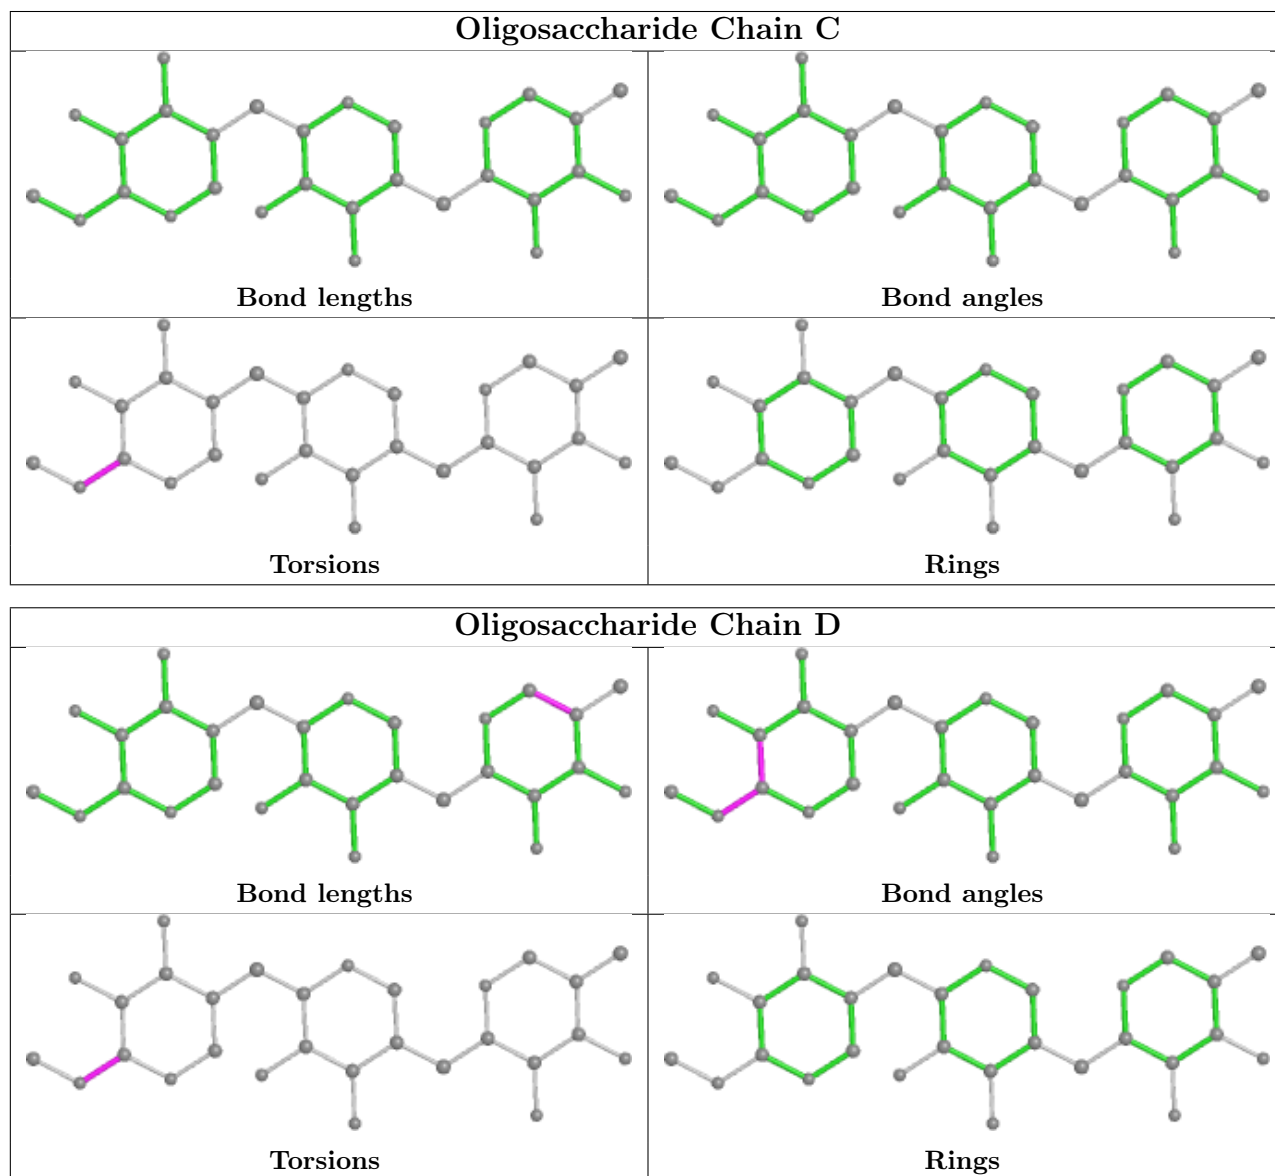 Oligosaccharide Chain C
Bond lengths
Bond angles
Torsions
Rings
Oligosaccharide Chain D
Bond lengths
Bond angles
Torsions
Rings